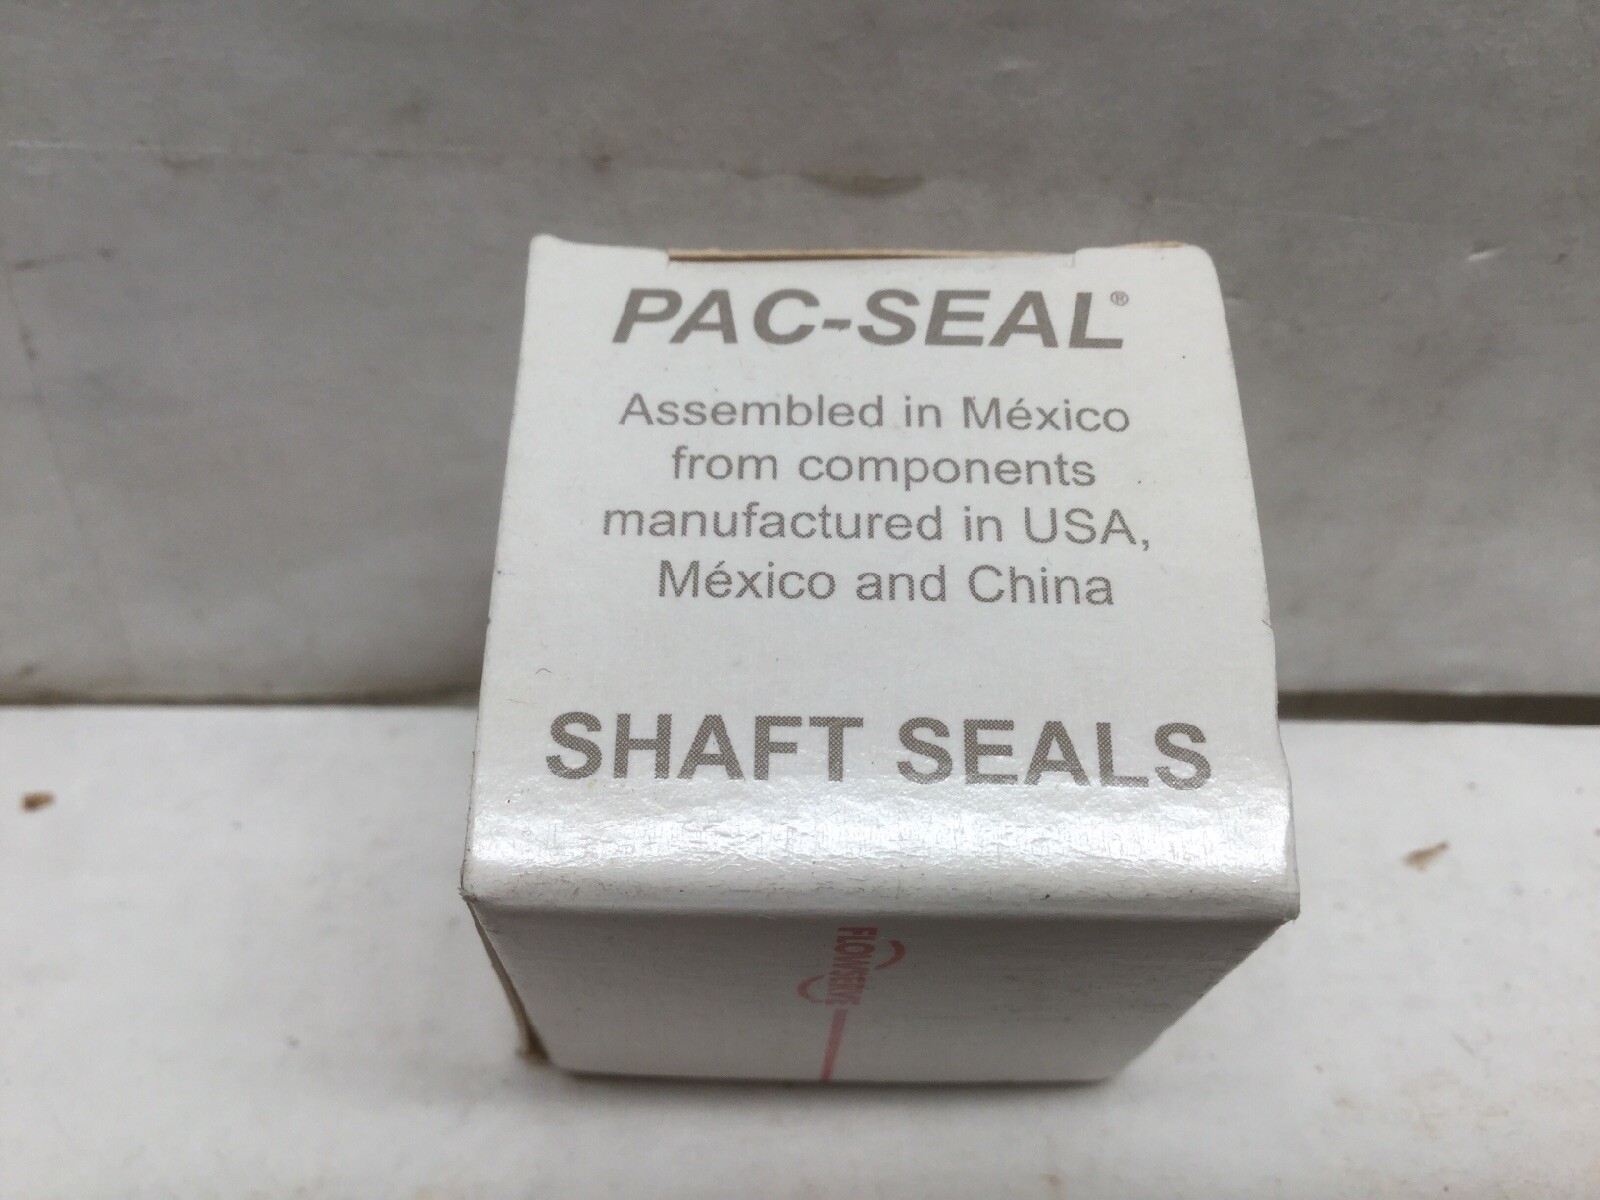 PAC-SEAL®
Assembled in México
from components
manufactured in USA,
México and China
SHAFT SEALS
FLOWSERVE